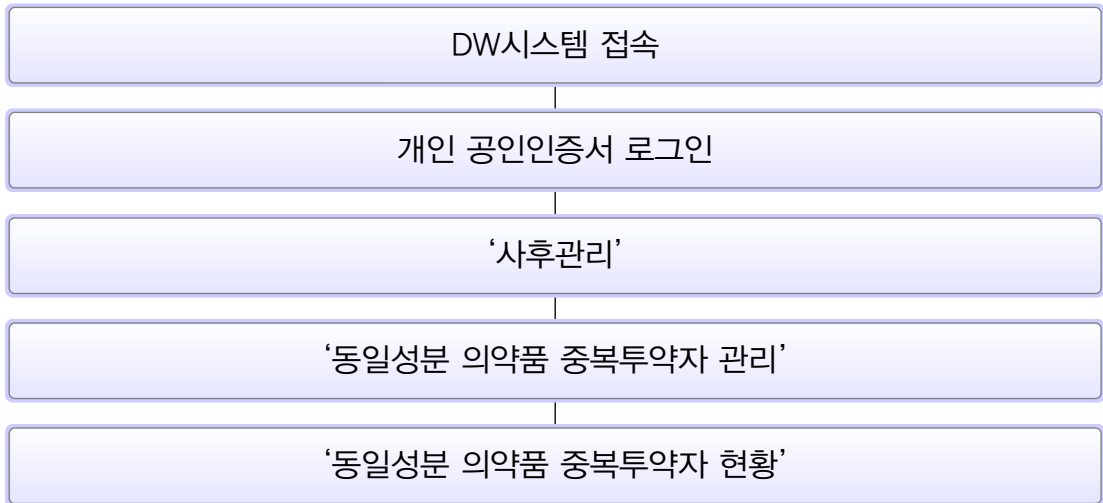 DW시스템 접속
개인 공인인증서 로그인
‘사후관리’
‘동일성분 의약품 중복투약자 관리’
‘동일성분 의약품 중복투약자 현황’